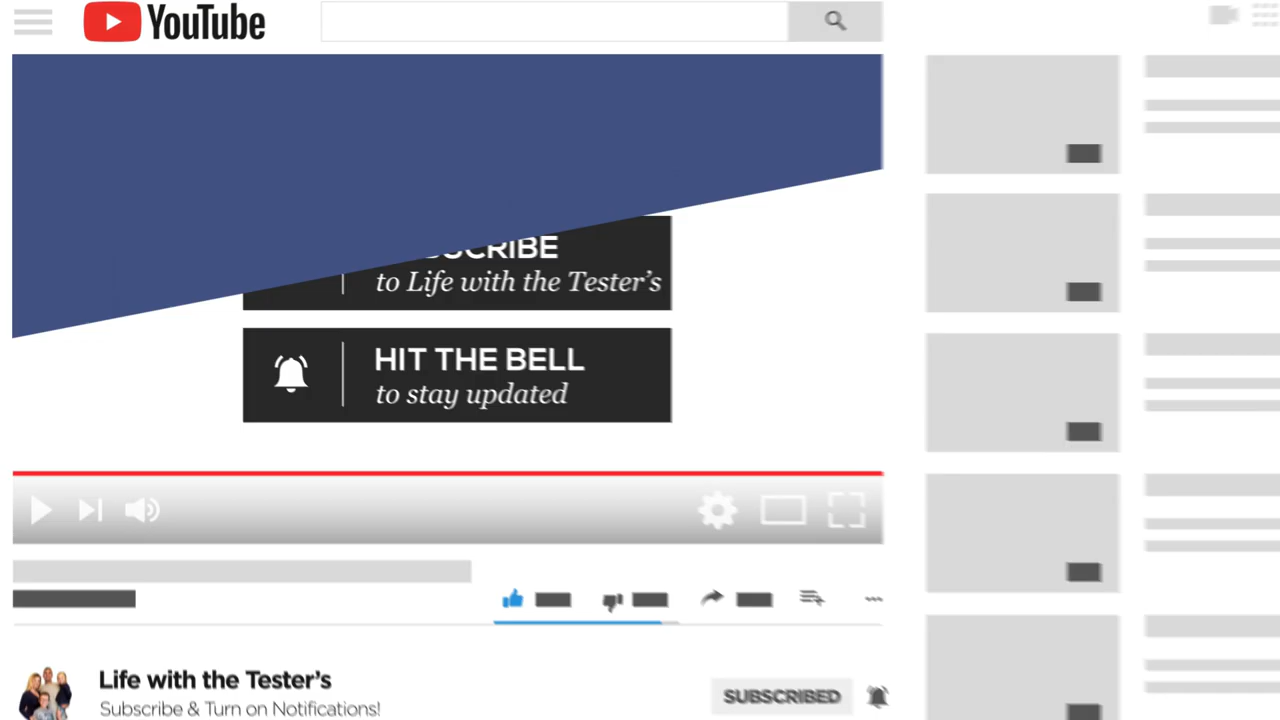 YouTube
SCRIBE
to Life with the Tester's
HIT THE BELL
to stay updated
Life with the Tester's
SUBSCRIBED
Subscribe & Turn on Notifications!